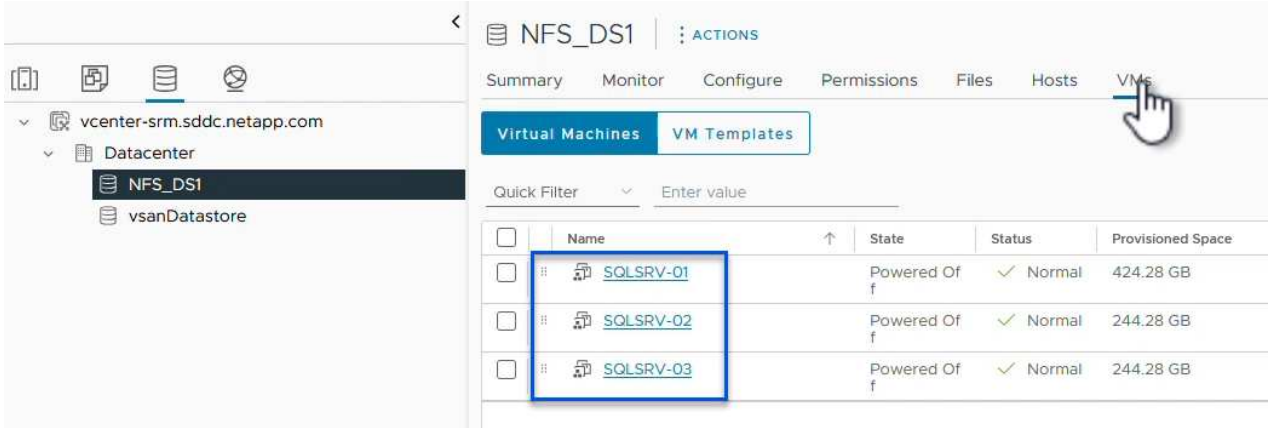 NFS_DS1
ACTIONS
Summary Monitor Configure Permissions Files Hosts VMs
vcenter-srm.sddc.netapp.com
Datacenter
NFS_DS1
vsanDatastore
Virtual Machines VM Templates
Quick Filter Enter value
Name State Status Provisioned Space
SQLSRV-01 Powered Of Normal 424.28 GB
f
SQLSRV-02 Powered Of Normal 244.28 GB
f
SQLSRV-03 Powered Of Normal 244.28 GB
f